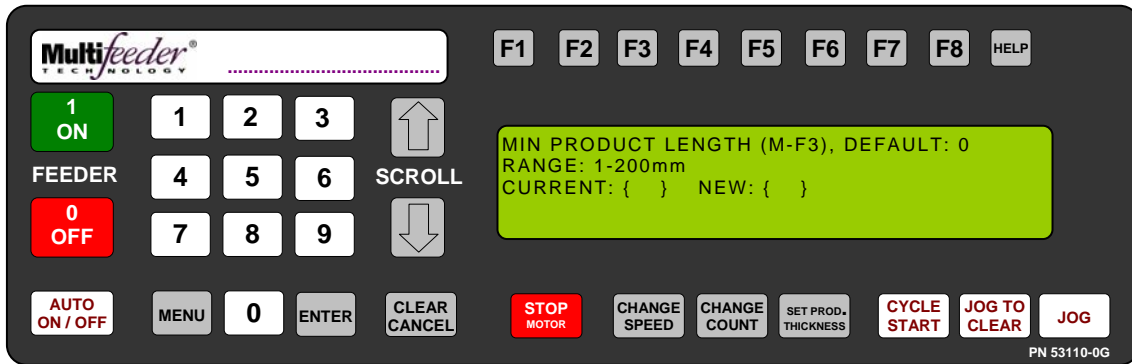 Multifeeder®
TECHNOLOGY
F1 F2 F3 F4 F5 F6 F7 F8 HELP
1
ON
FEEDER
0
OFF
AUTO
ON / OFF
1 2 3
4 5 6
7 8 9
MENU 0 ENTER
SCROLL
CLEAR
CANCEL
MIN PRODUCT LENGTH (M-F3), DEFAULT: 0
RANGE: 1-200mm
CURRENT: { } NEW: { }
STOP
MOTOR
CHANGE
SPEED
CHANGE
COUNT
SET PROD.
THICKNESS
CYCLE
START
JOG TO
CLEAR
JOG
PN 53110-0G